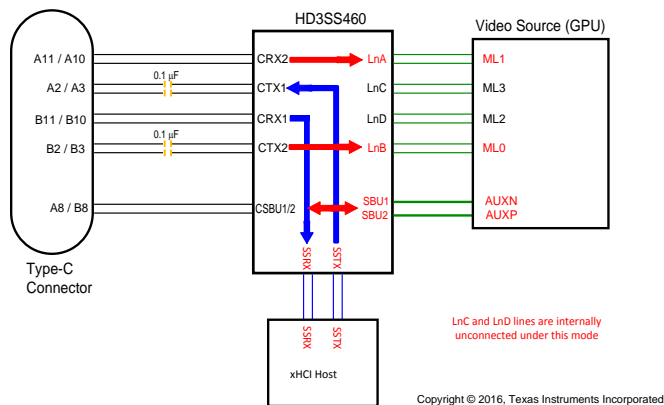 HD3SS460
Video Source (GPU)
A11 / A10
CRX2
LnA
ML1
0.1 µF
A2 / A3
CTX1
LnC
ML3
B11 / B10
CRX1
LnD
ML2
0.1 µF
B2 / B3
CTX2
LnB
ML0
A8 / B8
CSBU1/2
SBU1
SBU2
AUXN
AUXP
SSRX
SSTX
Type-C
Connector
SSRX
SSTX
xHCI Host
LnC and LnD lines are internally
unconnected under this mode
Copyright © 2016, Texas Instruments Incorporated